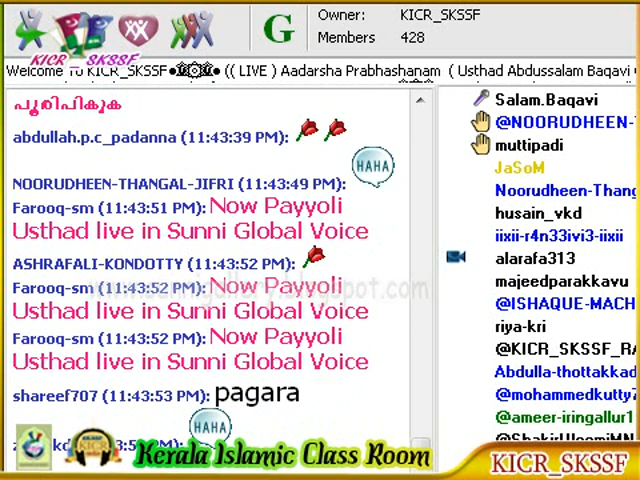 Owner: KICR_SKSSF
Members 428
KICR SKSSF
Welcome To KICR_SKSSF (( LIVE ) Aadarsha Prabhashanam ( Usthad Abdussalam Baqavi
പൂരിപികുക
abdullah.p.c_padanna (11:43:39 PM):
HAHA
NOORUDHEEN-THANGAL-JIFRI (11:43:49 PM):
Farooq-sm (11:43:51 PM): Now Payyoli
Usthad live in Sunni Global Voice
ASHRAFALI-KONDOTTY (11:43:52 PM):
Farooq-sm (11:43:52 PM): Now Payyoli
Usthad live in Sunni Global Voice
Farooq-sm (11:43:52 PM): Now Payyoli
Usthad live in Sunni Global Voice
shareef707 (11:43:53 PM): pagara
HAHA
Salam.Baqavi
@NOORUDHEEN-
muttipadi
JaSoM
Noorudheen-Thang
husain_vkd
iixii-r4n33ivi3-iixii
alarafa313
majeedparakkavu
@ISHAQUE-MACH
riya-kri
@KICR_SKSSF_RA
Abdulla-thottakkad
@mohammedkutty7
@ameer-iringallur1
Kerala Islamic Class Room
KICR_SKSSF